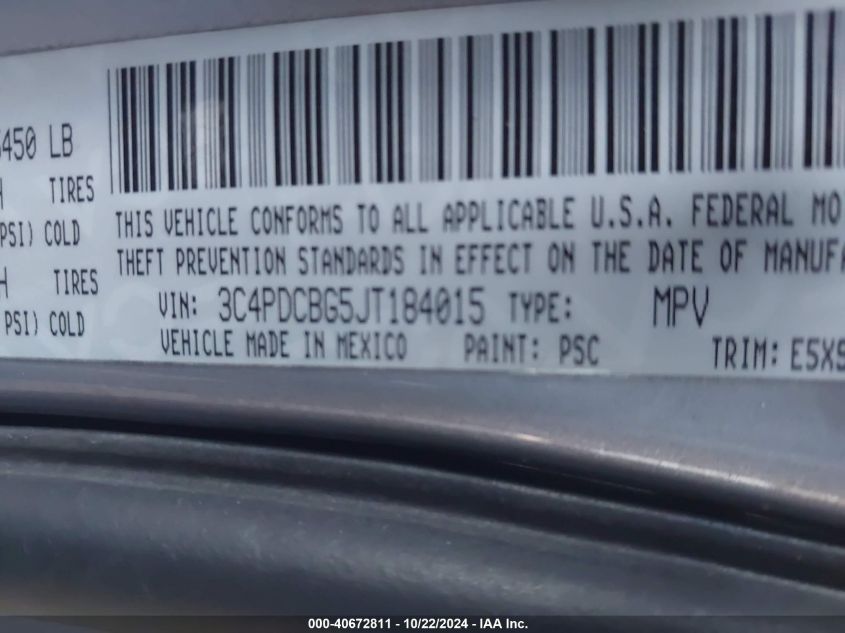 450 LB
TIRES
PSI) COLD
TIRES
PSI) COLD
THIS VEHICLE CONFORMS TO ALL APPLICABLE U.S.A. FEDERAL MO
THEFT PREVENTION STANDARDS IN EFFECT ON THE DATE OF MANUFA
VIN: 3C4PDCBG5JT184015 TYPE: MPV
VEHICLE MADE IN MEXICO PAINT: PSC TRIM: E5XS
000-40672811 - 10/22/2024 - IAA Inc.